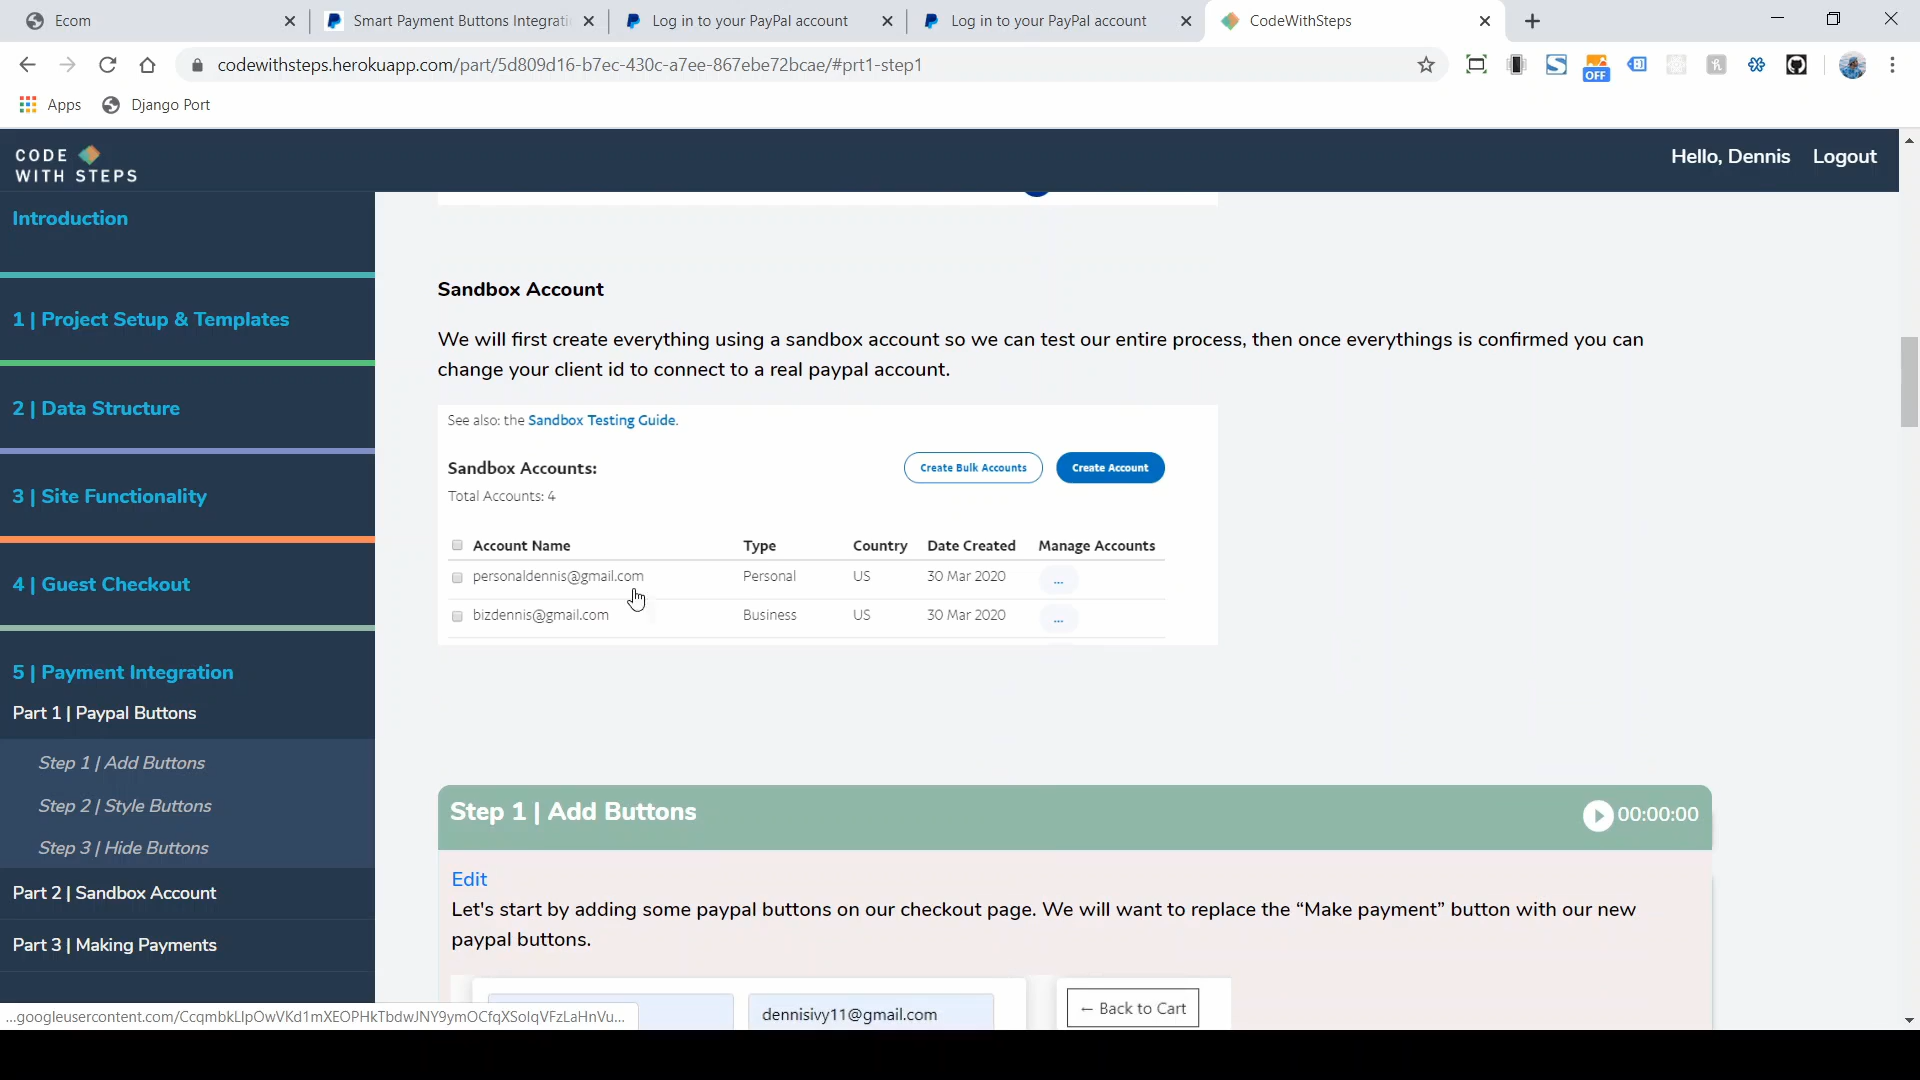 Ecom
Smart Payment Buttons Integrati
Log in to your PayPal account
Log in to your PayPal account
CodeWithSteps
codewithsteps.herokuapp.com/part/5d809d16-b7ec-430c-a7ee-867ebe72bcae/#prt1-step1
OFF
Apps
Django Port
CODE
WITH STEPS
Hello, Dennis
Logout
Introduction
1 | Project Setup & Templates
2 | Data Structure
3 | Site Functionality
4 | Guest Checkout
5 | Payment Integration
Part 1 | Paypal Buttons
Step 1 | Add Buttons
Step 2 | Style Buttons
Step 3 | Hide Buttons
Part 2 | Sandbox Account
Part 3 | Making Payments
Sandbox Account
We will first create everything using a sandbox account so we can test our entire process, then once everythings is confirmed you can
change your client id to connect to a real paypal account.
See also: the Sandbox Testing Guide.
Sandbox Accounts:
Create Bulk Accounts
Create Account
Total Accounts: 4
Account Name Type Country Date Created Manage Accounts
personaldennis@gmail.com Personal US 30 Mar 2020 ...
bizdennis@gmail.com Business US 30 Mar 2020 ...
Step 1 | Add Buttons
00:00:00
Edit
Let's start by adding some paypal buttons on our checkout page. We will want to replace the “Make payment” button with our new
paypal buttons.
dennisivy11@gmail.com
← Back to Cart